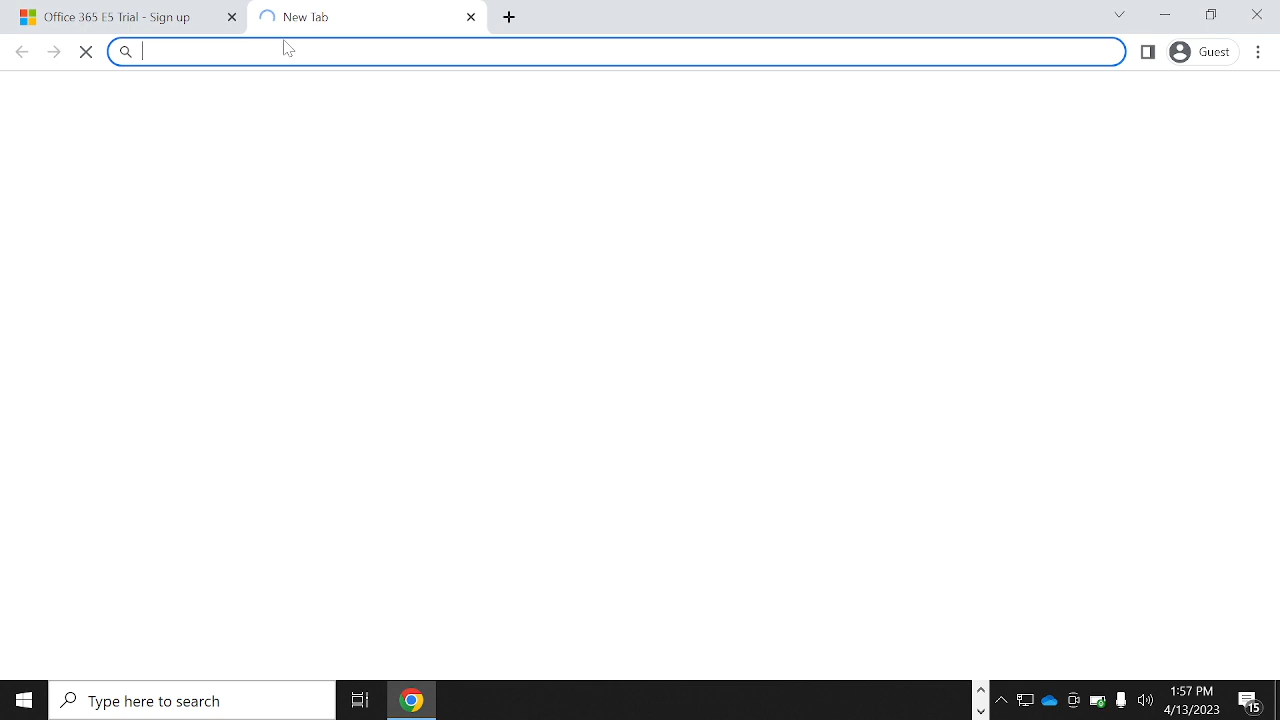 Office 365 E5 Trial - Sign up
New Tab
Guest
Type here to search
1:57 PM
4/13/2023
15